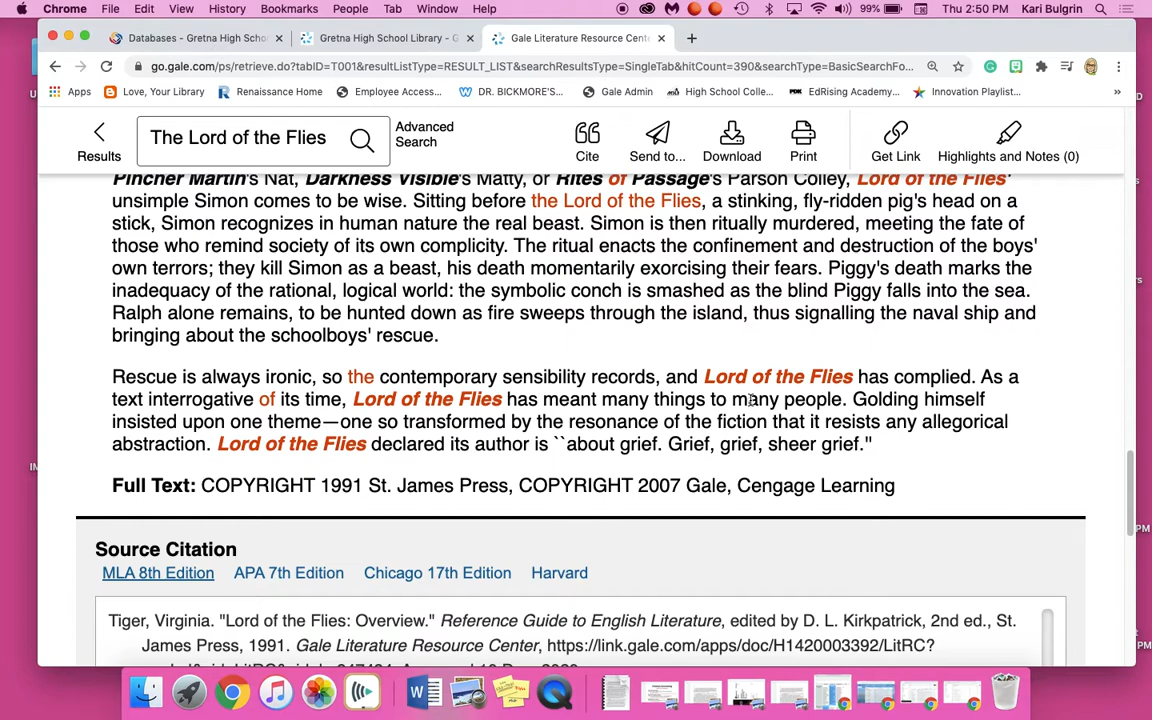 Chrome File Edit View History Bookmarks People Tab Window Help 99% Thu 2:50 PM Kari Bulgrin
Databases - Gretna High Schoo
Gretna High School Library - G
Gale Literature Resource Cent
go.gale.com/ps/retrieve.do?tabID=T001&resultListType=RESULT_LIST&searchResultsType=SingleTab&hitCount=390&searchType=BasicSearchFo...
Apps Love, Your Library Renaissance Home Employee Access... DR. BICKMORE'S... Gale Admin High School Colle... EdRising Academy... Innovation Playlist... »
Results
The Lord of the Flies
Advanced
Search
Cite Send to... Download Print Get Link Highlights and Notes (0)
Pincher Martin's Nat, Darkness Visible's Matty, or Rites of Passage's Parson Colley, Lord of the Flies'
unsimple Simon comes to be wise. Sitting before the Lord of the Flies, a stinking, fly-ridden pig's head on a
stick, Simon recognizes in human nature the real beast. Simon is then ritually murdered, meeting the fate of
those who remind society of its own complicity. The ritual enacts the confinement and destruction of the boys'
own terrors; they kill Simon as a beast, his death momentarily exorcising their fears. Piggy's death marks the
inadequacy of the rational, logical world: the symbolic conch is smashed as the blind Piggy falls into the sea.
Ralph alone remains, to be hunted down as fire sweeps through the island, thus signalling the naval ship and
bringing about the schoolboys' rescue.
Rescue is always ironic, so the contemporary sensibility records, and Lord of the Flies has complied. As a
text interrogative of its time, Lord of the Flies has meant many things to many people. Golding himself
insisted upon one theme—one so transformed by the resonance of the fiction that it resists any allegorical
abstraction. Lord of the Flies declared its author is ``about grief. Grief, grief, sheer grief."
Full Text: COPYRIGHT 1991 St. James Press, COPYRIGHT 2007 Gale, Cengage Learning
Source Citation
MLA 8th Edition APA 7th Edition Chicago 17th Edition Harvard
Tiger, Virginia. "Lord of the Flies: Overview." Reference Guide to English Literature, edited by D. L. Kirkpatrick, 2nd ed., St.
James Press, 1991. Gale Literature Resource Center, https://link.gale.com/apps/doc/H1420003392/LitRC?